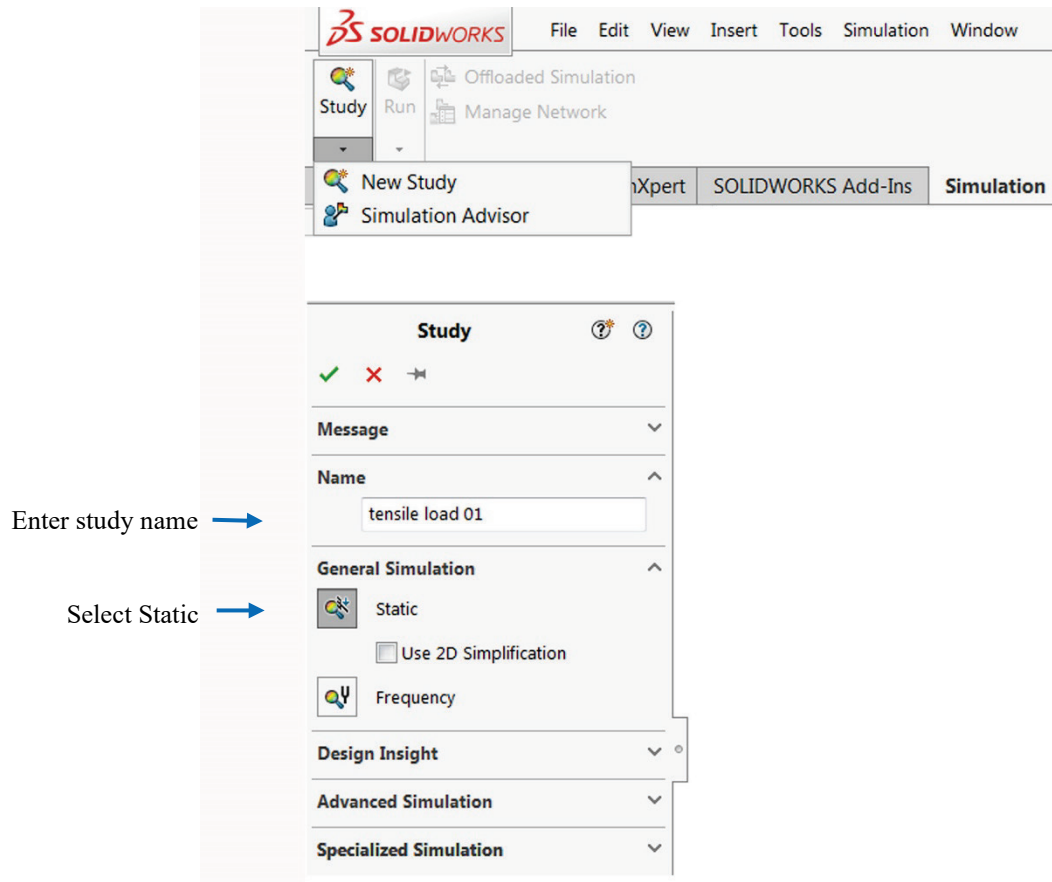 SOLIDWORKS File Edit View Insert Tools Simulation Window
Study Run Offloaded Simulation
Manage Network
New Study nXpert SOLIDWORKS Add-Ins Simulation
Simulation Advisor
Study
Message
Name
Enter study name tensile load 01
General Simulation
Select Static Static
Use 2D Simplification
Frequency
Design Insight
Advanced Simulation
Specialized Simulation